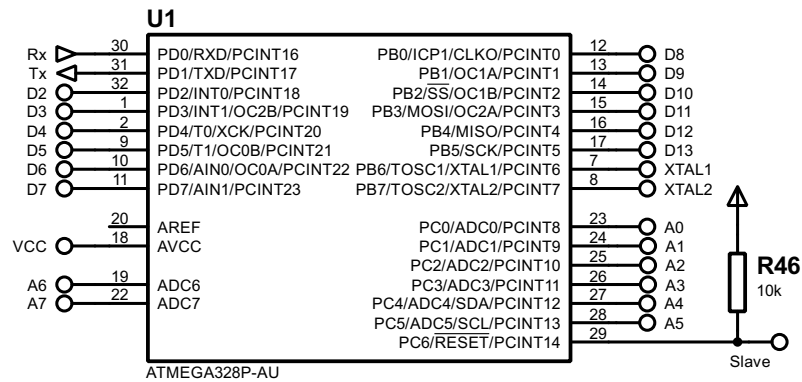 U1
Rx 30 PD0/RXD/PCINT16 PB0/ICP1/CLKO/PCINT0 12 D8
Tx 31 PD1/TXD/PCINT17 PB1/OC1A/PCINT1 13 D9
D2 32 PD2/INT0/PCINT18 PB2/SS/OC1B/PCINT2 14 D10
D3 1 PD3/INT1/OC2B/PCINT19 PB3/MOSI/OC2A/PCINT3 15 D11
D4 2 PD4/T0/XCK/PCINT20 PB4/MISO/PCINT4 16 D12
D5 9 PD5/T1/OC0B/PCINT21 PB5/SCK/PCINT5 17 D13
D6 10 PD6/AIN0/OC0A/PCINT22 PB6/TOSC1/XTAL1/PCINT6 7 XTAL1
D7 11 PD7/AIN1/PCINT23 PB7/TOSC2/XTAL2/PCINT7 8 XTAL2
20 AREF PC0/ADC0/PCINT8 23 A0
VCC 18 AVCC PC1/ADC1/PCINT9 24 A1
PC2/ADC2/PCINT10 25 A2
A6 19 ADC6 PC3/ADC3/PCINT11 26 A3
A7 22 ADC7 PC4/ADC4/SDA/PCINT12 27 A4
PC5/ADC5/SCL/PCINT13 28 A5
PC6/RESET/PCINT14 29
R46
10k
Slave
ATMEGA328P-AU